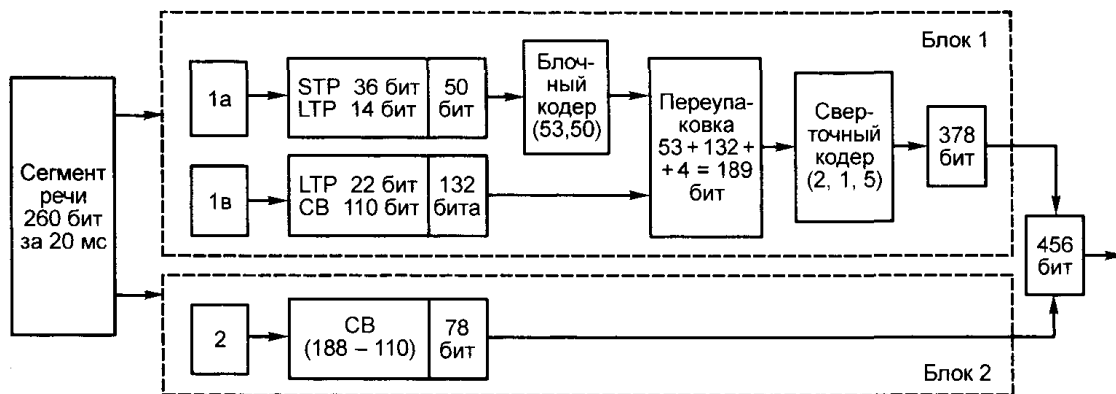 Сегмент
речи
260 бит
за 20 мс
Блок 1
1а
STP 36 бит
LTP 14 бит
50
бит
Блоч-
ный
кодер
(53,50)
1в
LTP 22 бит
СВ 110 бит
132
бита
Переупа-
ковка
53 + 132 +
+ 4 = 189
бит
Свер-
точный
кодер
(2, 1, 5)
378
бит
456
бит
2
СВ
(188 – 110)
78
бит
Блок 2